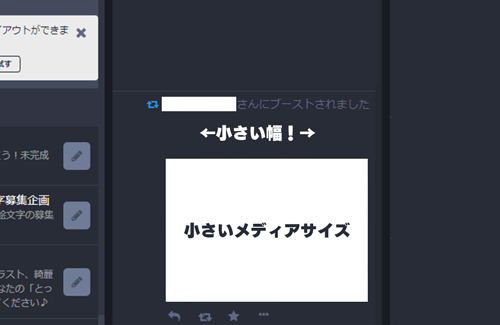 イアウトができま
試す
さんにブーストされました
←小さい幅！→
小さいメディアサイズ
こう！未完成
字募集企画
絵文字の募集
ラスト、綺麗
なたの「とっ
てください♪